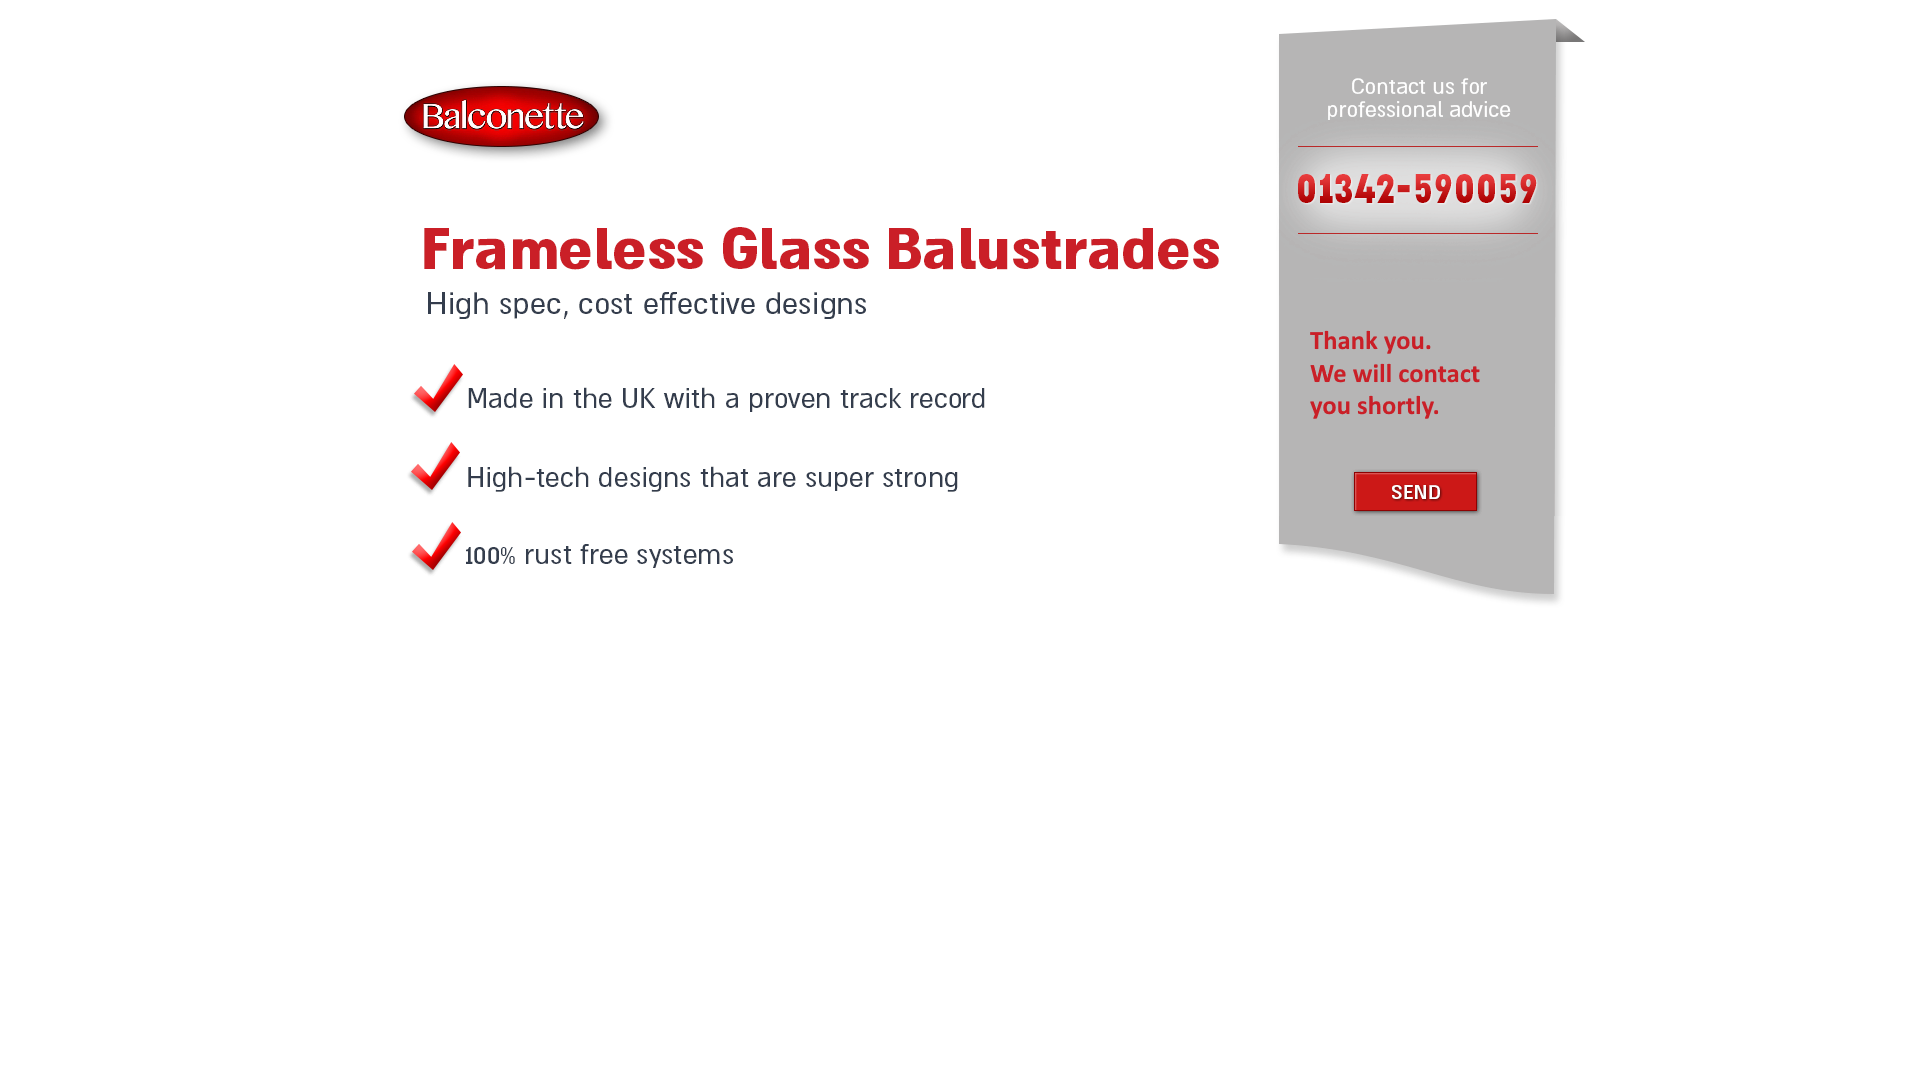 Balconette
Frameless Glass Balustrades
High spec, cost effective designs
Made in the UK with a proven track record
High-tech designs that are super strong
100% rust free systems
Contact us for
professional advice
01342-590059
Thank you.
We will contact
you shortly.
SEND